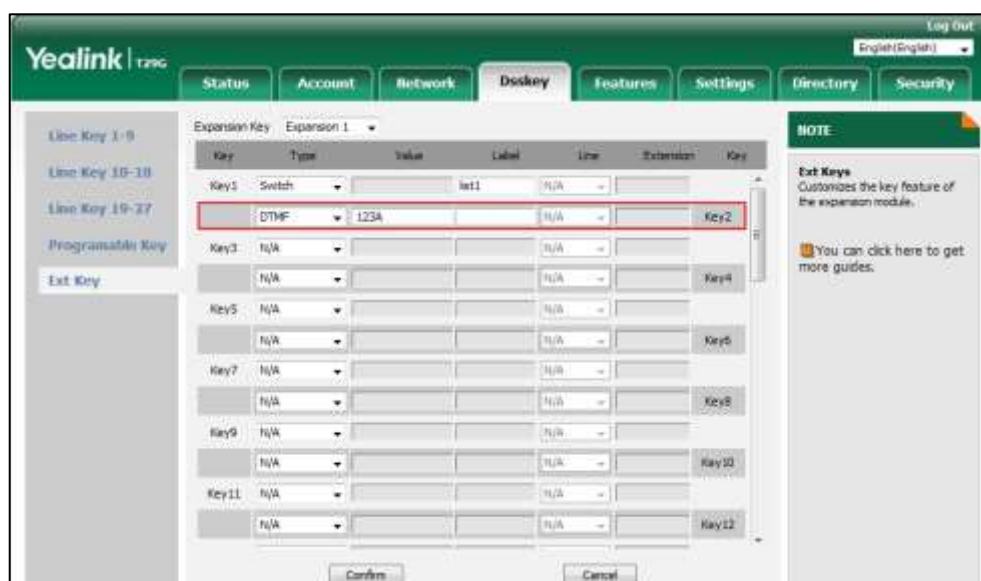 Log Out
Yealink | T29G
English(English)
Status Account Network Dsskey Features Settings Directory Security
Line Key 1-9
Line Key 10-18
Line Key 19-27
Programable Key
Ext Key
Expansion Key Expansion 1
Key Type Value Label Line Extension Key
Key1 Switch list1 N/A
DTMF 123A N/A Key2
Key3 N/A N/A
N/A N/A Key4
Key5 N/A N/A
N/A N/A Key6
Key7 N/A N/A
N/A N/A Key8
Key9 N/A N/A
N/A N/A Key10
Key11 N/A N/A
N/A N/A Key12
Confirm Cancel
NOTE
Ext Keys
Customizes the key feature of
the expansion module.
You can click here to get
more guides.